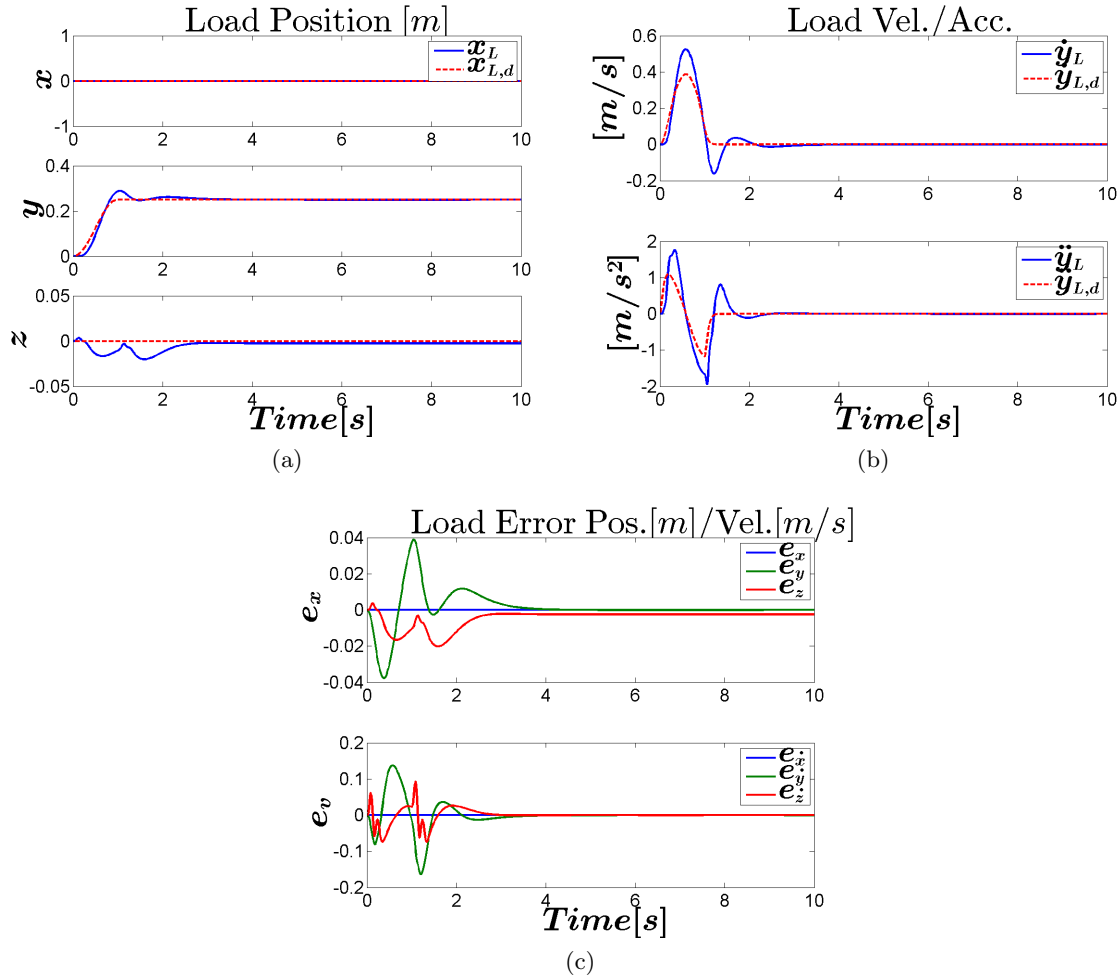 Load Position [m]
1
x_L
x_{L,d}
x
0
-1
0 2 4 6 8 10
0.4
y
0.2
0
0 2 4 6 8 10
0.05
z
0
-0.05
0 2 4 6 8 10
Time[s]
(a)
Load Vel./Acc.
0.6
ẏ_L
ẏ_{L,d}
[m/s]
0.4
0.2
0
-0.2
0 2 4 6 8 10
2
ÿ_L
ÿ_{L,d}
[m/s²]
1
0
-1
-2
0 2 4 6 8 10
Time[s]
(b)
Load Error Pos.[m]/Vel.[m/s]
0.04
e_x
e_y
e_z
e_x
0.02
0
-0.02
-0.04
0 2 4 6 8 10
0.2
e_ẋ
e_ẏ
e_ż
e_v
0.1
0
-0.1
-0.2
0 2 4 6 8 10
Time[s]
(c)